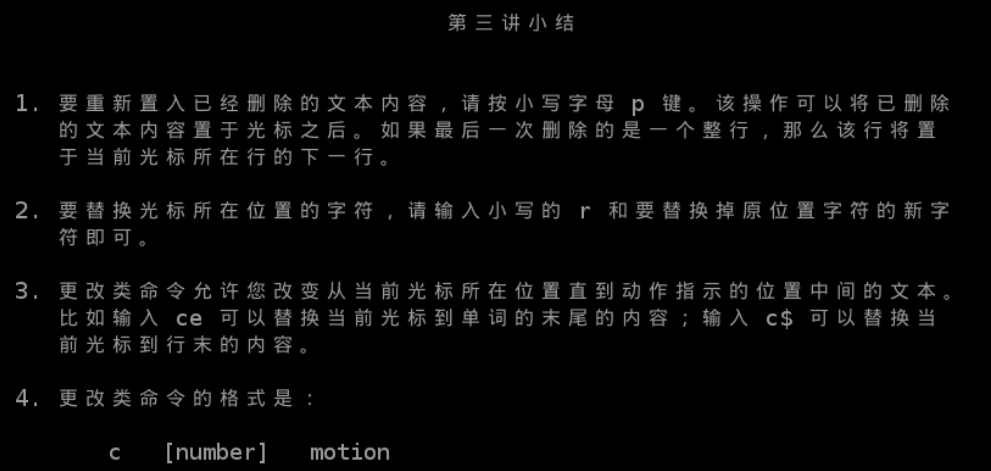 第三讲小结
1. 要重新置入已经删除的文本内容，请按小写字母 p 键。该操作可以将已删除
的文本内容置于光标之后。如果最后一次删除的是一个整行，那么该行将置
于当前光标所在行的下一行。
2. 要替换光标所在位置的字符，请输入小写的 r 和要替换掉原位置字符的新字
符即可。
3. 更改类命令允许您改变从当前光标所在位置直到动作指示的位置中间的文本。
比如输入 ce 可以替换当前光标到单词的末尾的内容；输入 c$ 可以替换当
前光标到行末的内容。
4. 更改类命令的格式是：
c [number] motion